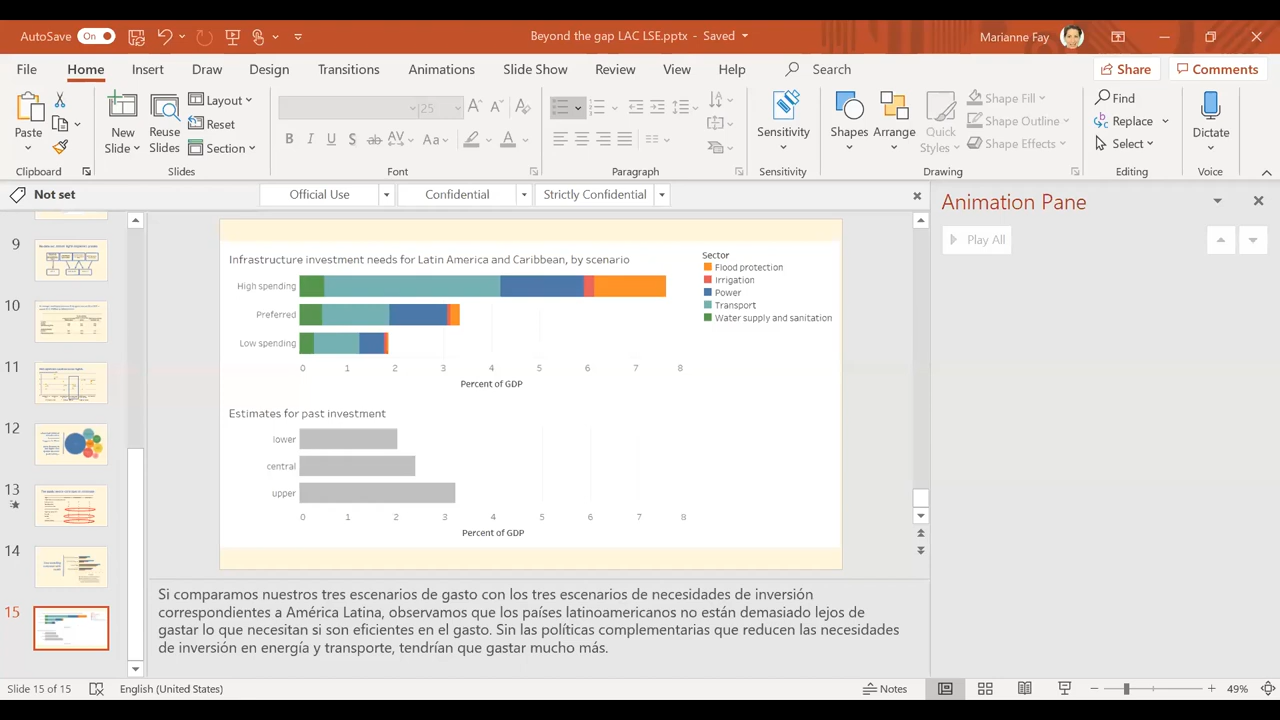 AutoSave On Beyond the gap LAC LSE.pptx - Saved Marianne Fay
File Home Insert Draw Design Transitions Animations Slide Show Review View Help Search Share Comments
Paste New Slide Reuse Slides Layout Reset Section 25 B I U S ab AV Aa A Sensitivity Shapes Arrange Quick Styles Shape Fill Shape Outline Shape Effects Find Replace Select Dictate
Clipboard Slides Font Paragraph Sensitivity Drawing Editing Voice
Not set Official Use Confidential Strictly Confidential
Animation Pane
Play All
9
10
11
12
13
14
15
Infrastructure investment needs for Latin America and Caribbean, by scenario
High spending
Preferred
Low spending
0 1 2 3 4 5 6 7 8
Percent of GDP
Sector
Flood protection
Irrigation
Power
Transport
Water supply and sanitation
Estimates for past investment
lower
central
upper
0 1 2 3 4 5 6 7 8
Percent of GDP
Si comparamos nuestros tres escenarios de gasto con los tres escenarios de necesidades de inversión
correspondientes a América Latina, observamos que los países latinoamericanos no están demasiado lejos de
gastar lo que necesitan si son eficientes en el gasto. Sin las políticas complementarias que reducen las necesidades
de inversión en energía y transporte, tendrían que gastar mucho más.
Slide 15 of 15 English (United States) Notes 49%